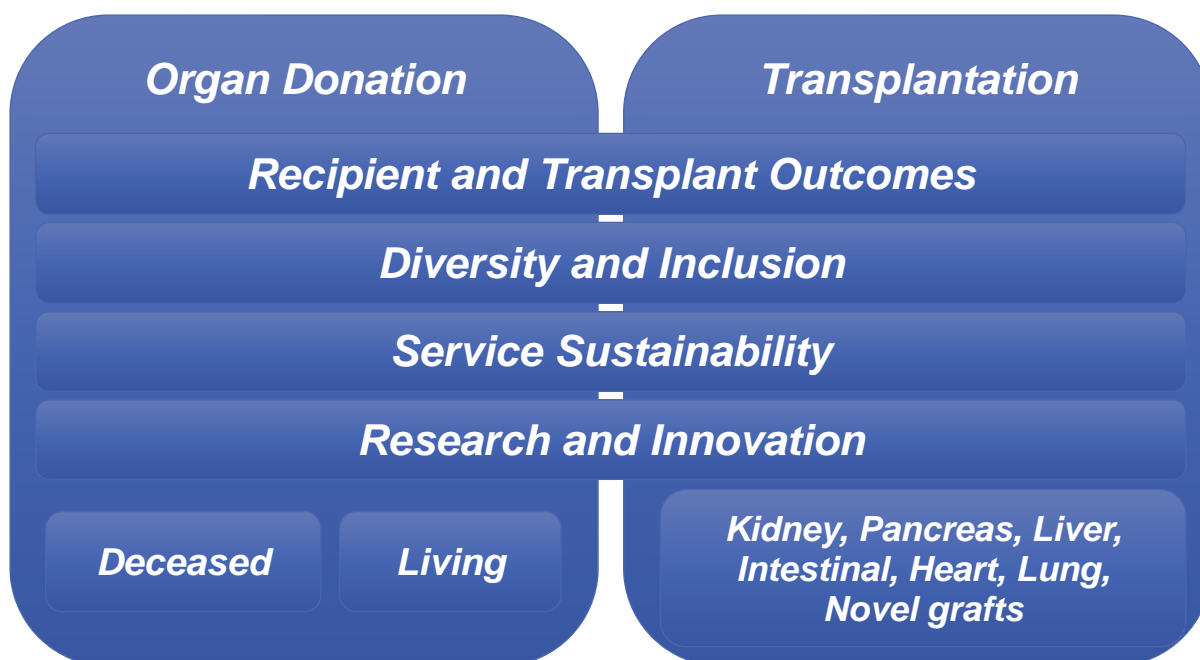 Organ Donation
Transplantation
Recipient and Transplant Outcomes
Diversity and Inclusion
Service Sustainability
Research and Innovation
Deceased
Living
Kidney, Pancreas, Liver,
Intestinal, Heart, Lung,
Novel grafts